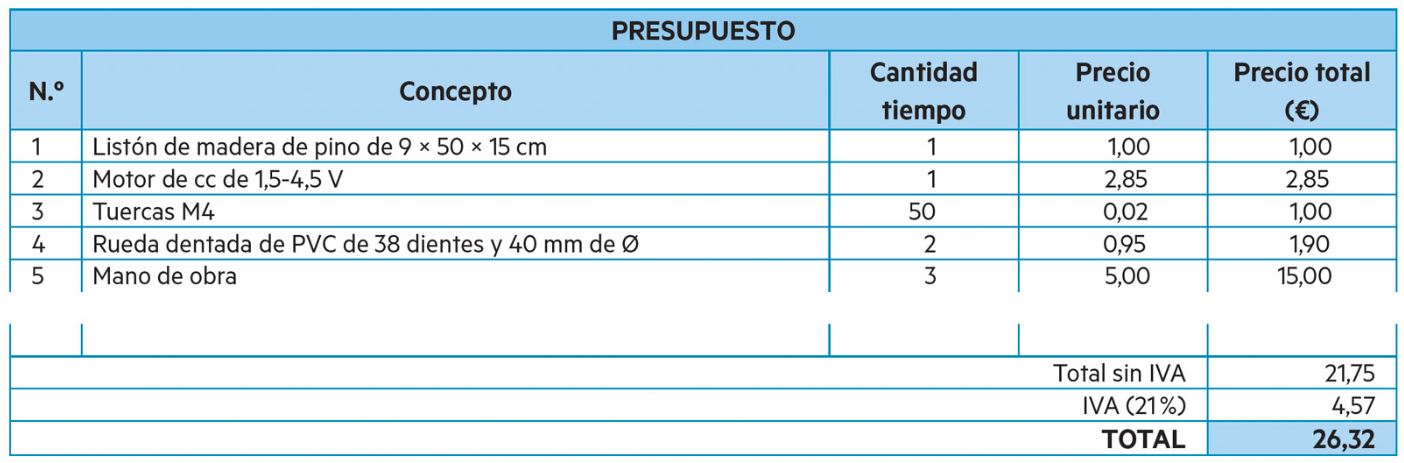 PRESUPUESTO
N.º Concepto Cantidad tiempo Precio unitario Precio total (€)
1 Listón de madera de pino de 9 × 50 × 15 cm 1 1,00 1,00
2 Motor de cc de 1,5-4,5 V 1 2,85 2,85
3 Tuercas M4 50 0,02 1,00
4 Rueda dentada de PVC de 38 dientes y 40 mm de Ø 2 0,95 1,90
5 Mano de obra 3 5,00 15,00
Total sin IVA 21,75
IVA (21%) 4,57
TOTAL 26,32